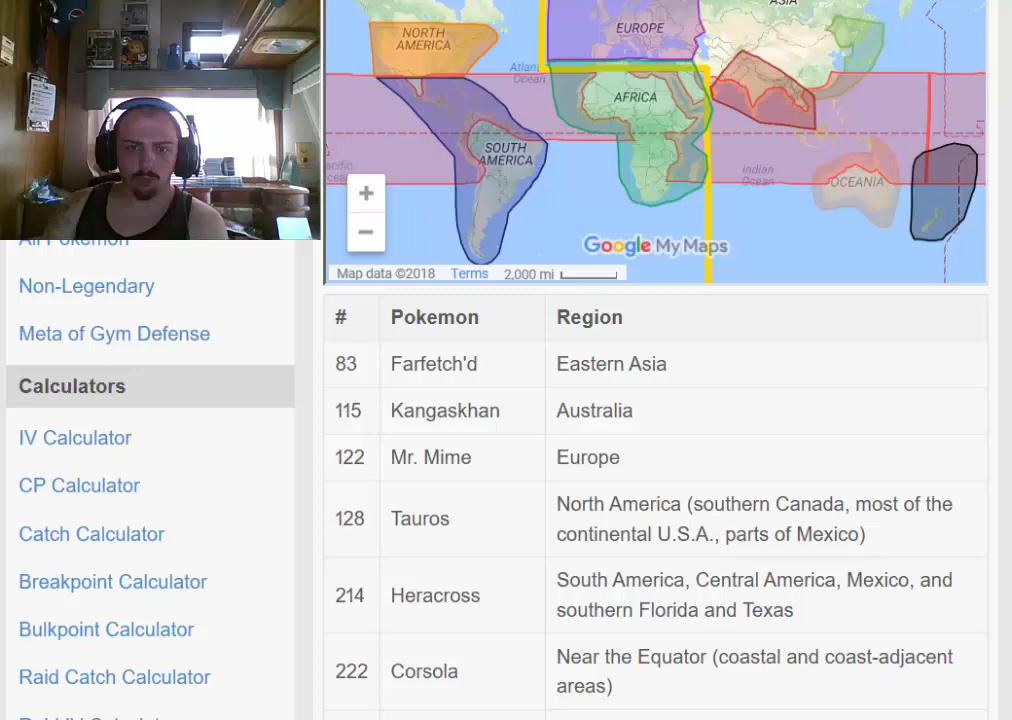 ASIA
NORTH
AMERICA
EUROPE
Ocean
AFRICA
SOUTH
AMERICA
Indian
Ocean
OCEANIA
+
−
Google My Maps
Map data ©2018 Terms 2,000 mi
All Pokemon
Non-Legendary
Meta of Gym Defense
Calculators
IV Calculator
CP Calculator
Catch Calculator
Breakpoint Calculator
Bulkpoint Calculator
Raid Catch Calculator
# Pokemon Region
83 Farfetch'd Eastern Asia
115 Kangaskhan Australia
122 Mr. Mime Europe
128 Tauros North America (southern Canada, most of the
continental U.S.A., parts of Mexico)
214 Heracross South America, Central America, Mexico, and
southern Florida and Texas
222 Corsola Near the Equator (coastal and coast-adjacent
areas)